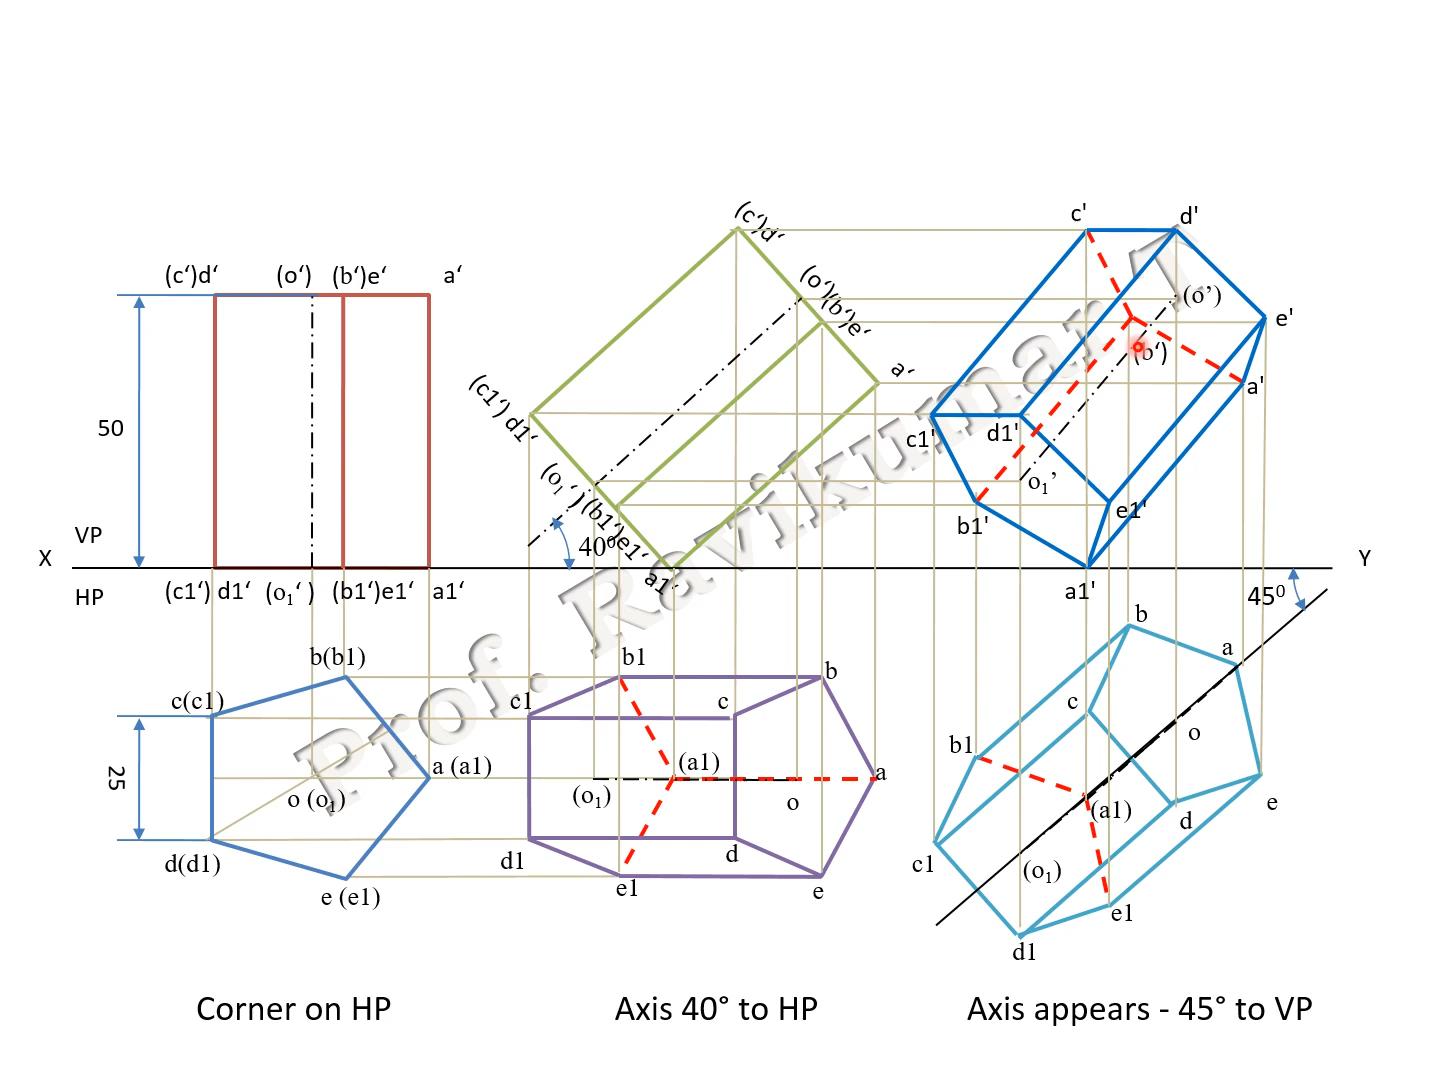 c'
d'
(c‘)d‘
(c‘)d‘
(o‘)
(b‘)e‘
a‘
(o‘)
(b‘)e‘
(o’)
e'
(b‘)
a‘
a'
50
(c1‘) d1‘
c1'
d1'
(o₁‘)
(b1‘)e1‘
o₁’
b1'
e1'
VP
40⁰
X
Y
HP
(c1‘) d1‘
(o₁‘ )
(b1‘)e1‘
a1‘
a1‘
a1'
45⁰
Prof. Ravikumar T
b(b1)
b1
b
b
a
c(c1)
c1
c
c
b1
o
25
a (a1)
(a1)
a
o (o₁)
(o₁)
o
(a1)
e
d(d1)
d1
d
d
c1
(o₁)
e (e1)
e1
e
e1
d1
Corner on HP
Axis 40° to HP
Axis appears - 45° to VP